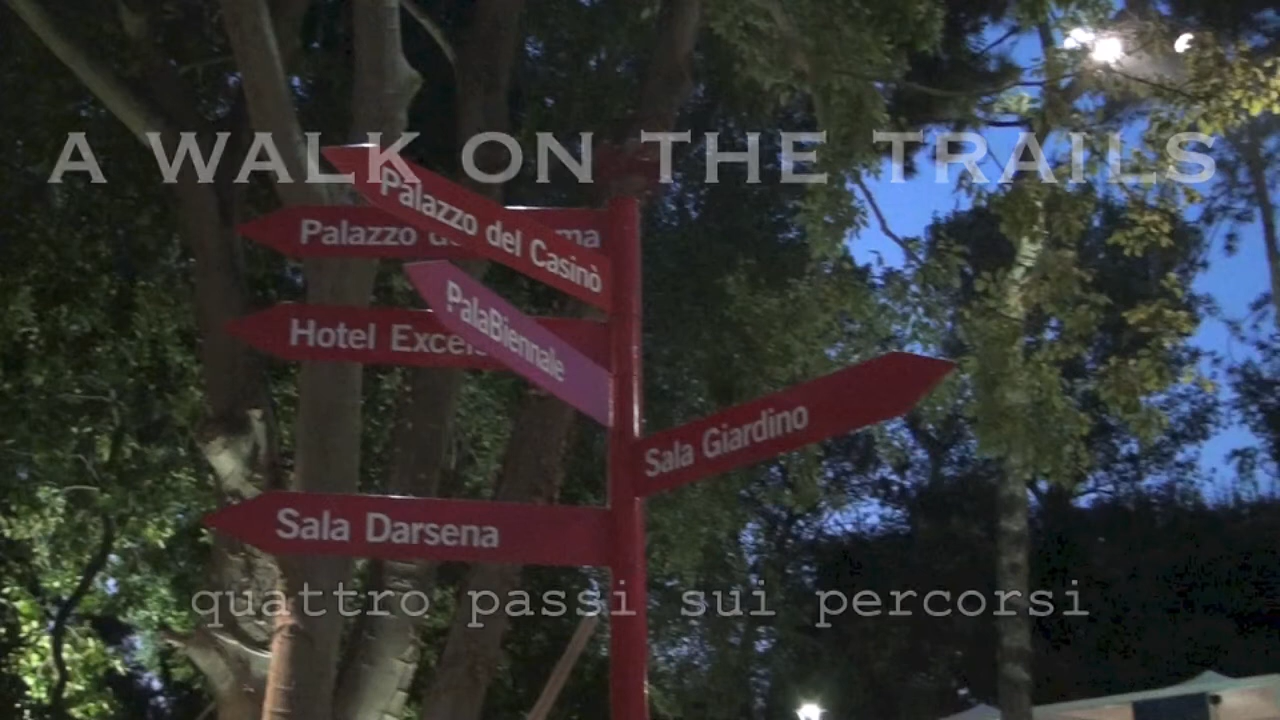 A WALK ON THE TRAILS
Palazzo del Casinò
Palazzo
PalaBiennale
Hotel
Sala Giardino
Sala Darsena
quattro passi sui percorsi